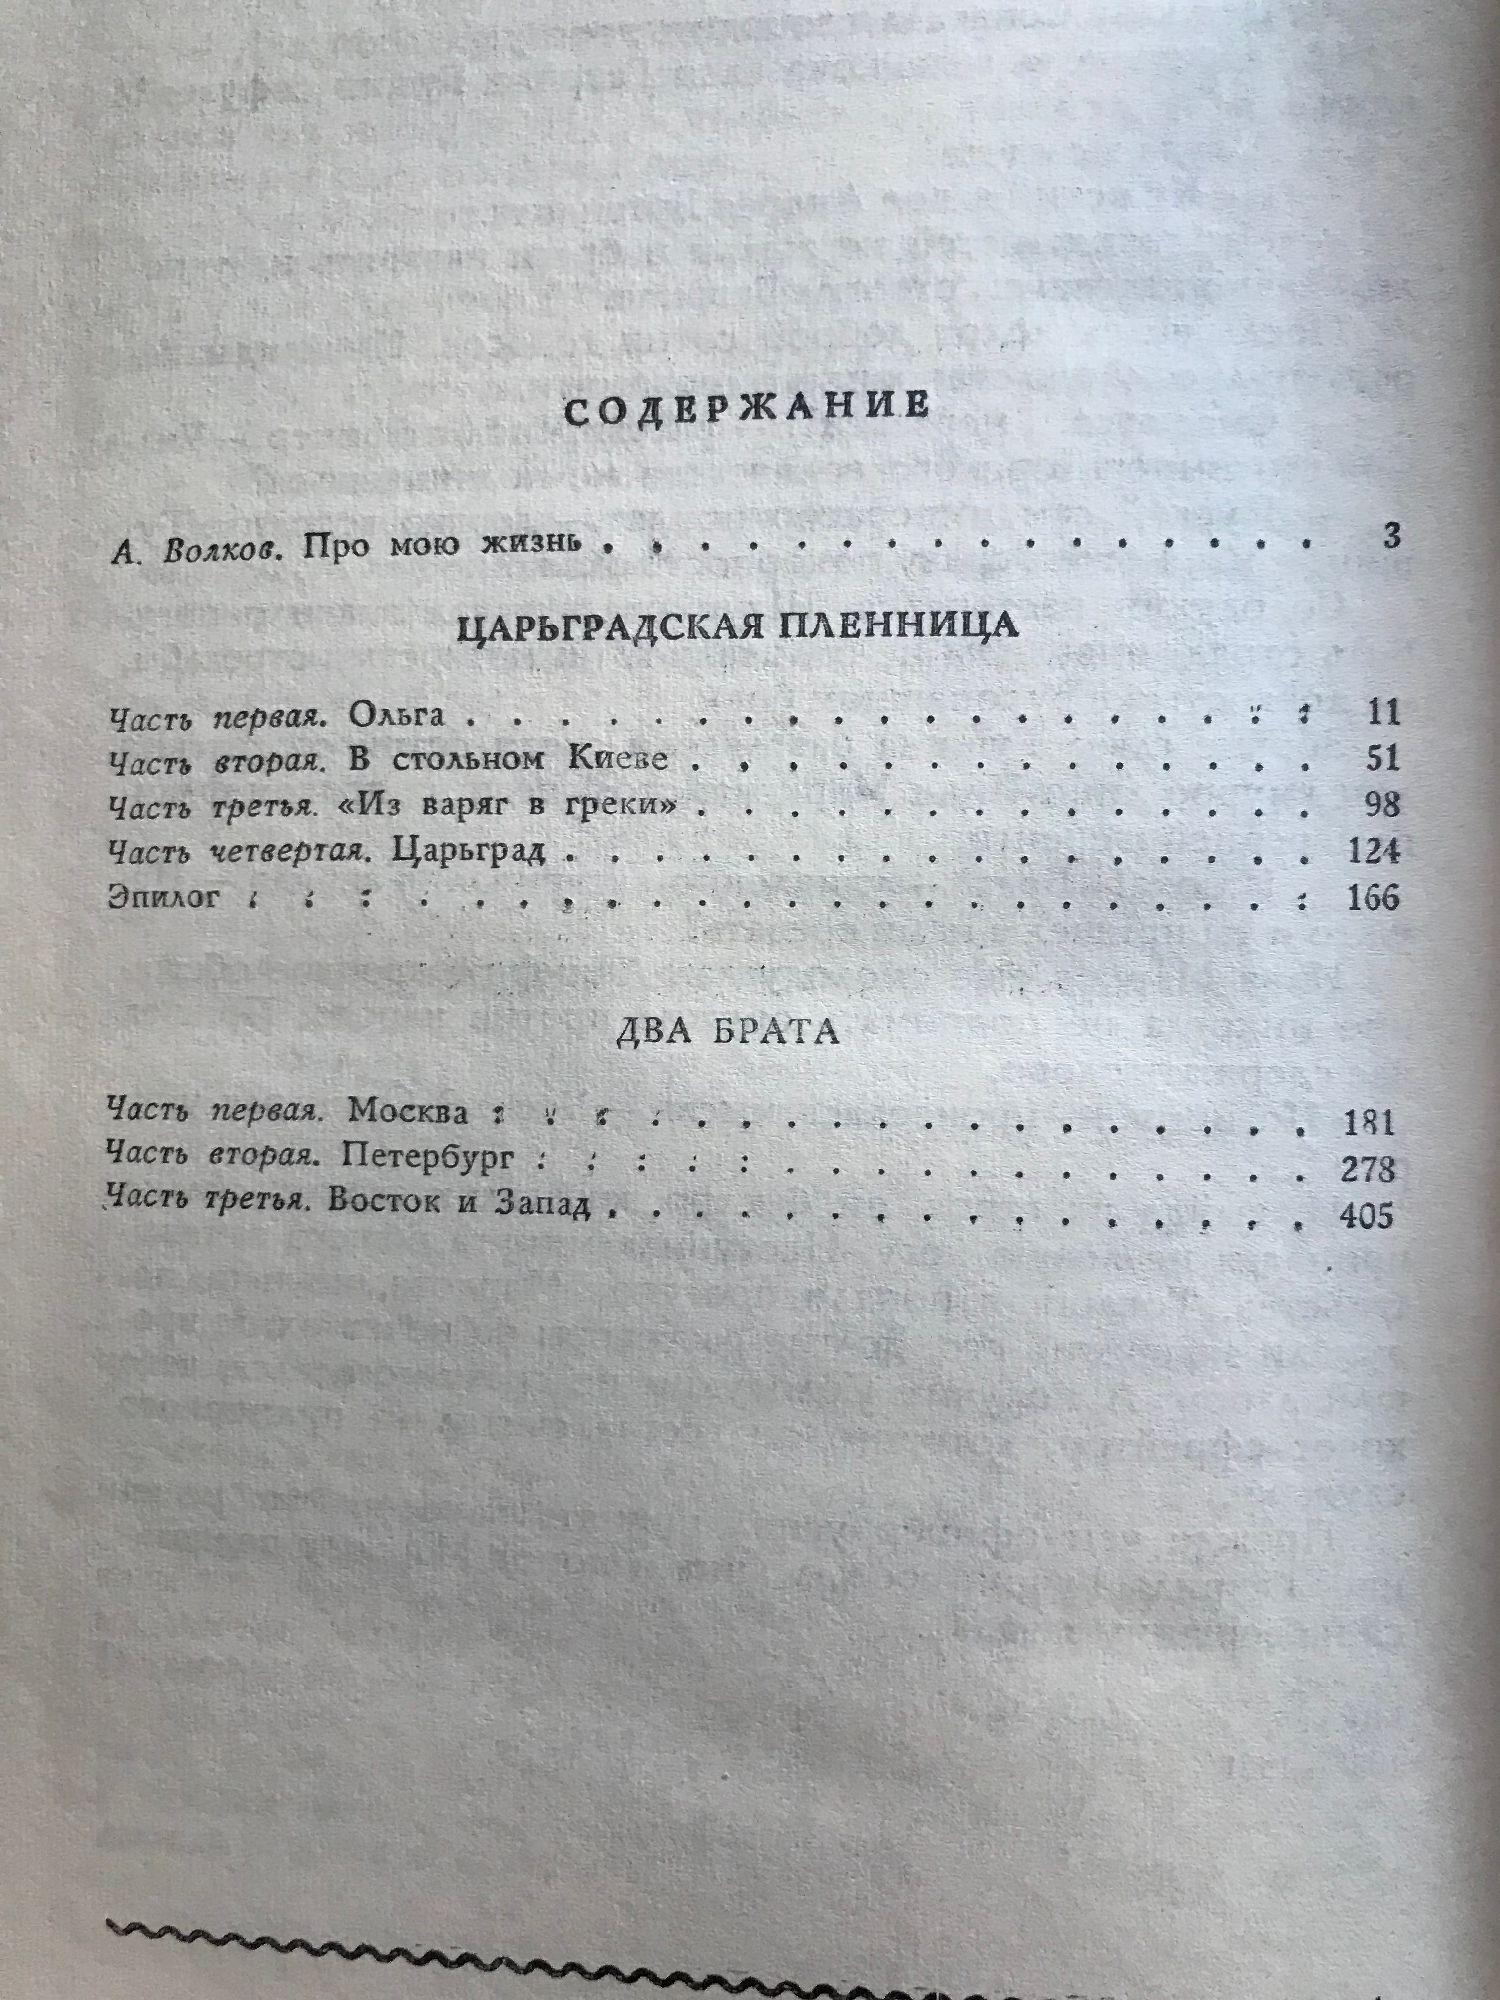 СОДЕРЖАНИЕ
А. Волков. Про мою жизнь . . . . . . . . . . . . . . . . 3
ЦАРЬГРАДСКАЯ ПЛЕННИЦА
Часть первая. Ольга . . . . . . . . . . . . . . . . . . . 11
Часть вторая. В стольном Киеве . . . . . . . . . . . . . . 51
Часть третья. «Из варяг в греки» . . . . . . . . . . . . . . 98
Часть четвертая. Царьград . . . . . . . . . . . . . . . . . 124
Эпилог . . . . . . . . . . . . . . . . . . . . . . . 166
ДВА БРАТА
Часть первая. Москва . . . . . . . . . . . . . . . . . . 181
Часть вторая. Петербург . . . . . . . . . . . . . . . . . 278
Часть третья. Восток и Запад . . . . . . . . . . . . . . . . 405